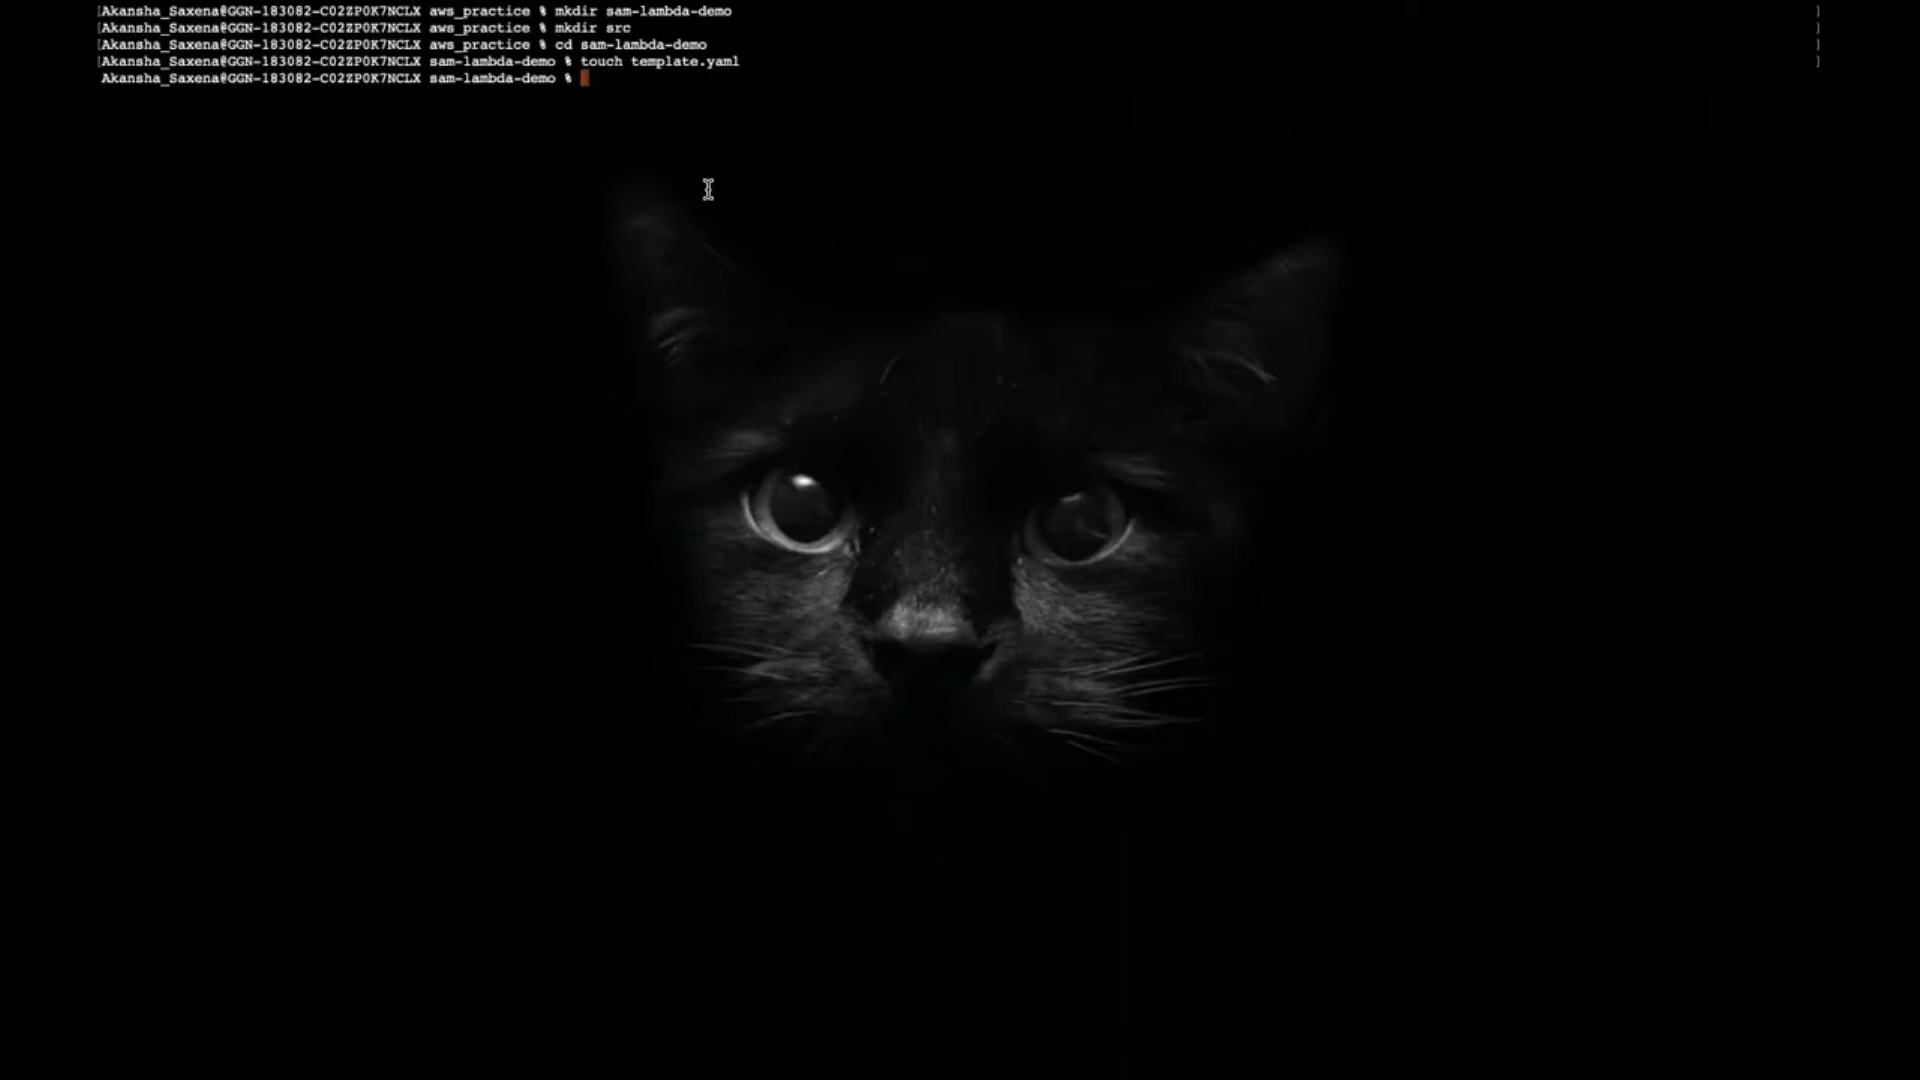 [Akansha_Saxena@GGN-183082-C02ZP0K7NCLX aws_practice % mkdir sam-lambda-demo ]
[Akansha_Saxena@GGN-183082-C02ZP0K7NCLX aws_practice % mkdir src ]
[Akansha_Saxena@GGN-183082-C02ZP0K7NCLX aws_practice % cd sam-lambda-demo ]
[Akansha_Saxena@GGN-183082-C02ZP0K7NCLX sam-lambda-demo % touch template.yaml ]
Akansha_Saxena@GGN-183082-C02ZP0K7NCLX sam-lambda-demo %